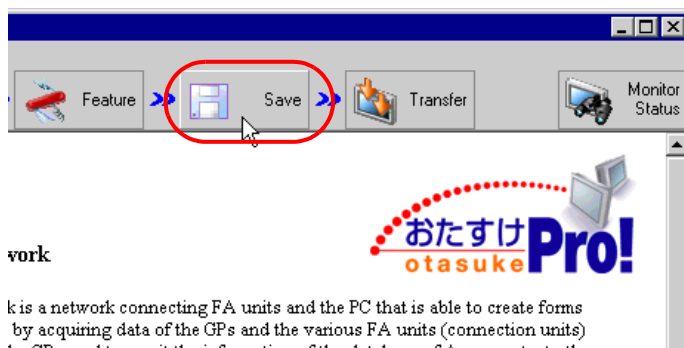 Feature
Save
Transfer
Monitor
Status
おたすけPro!
otasuke
work
k is a network connecting FA units and the PC that is able to create forms
by acquiring data of the GPs and the various FA units (connection units)